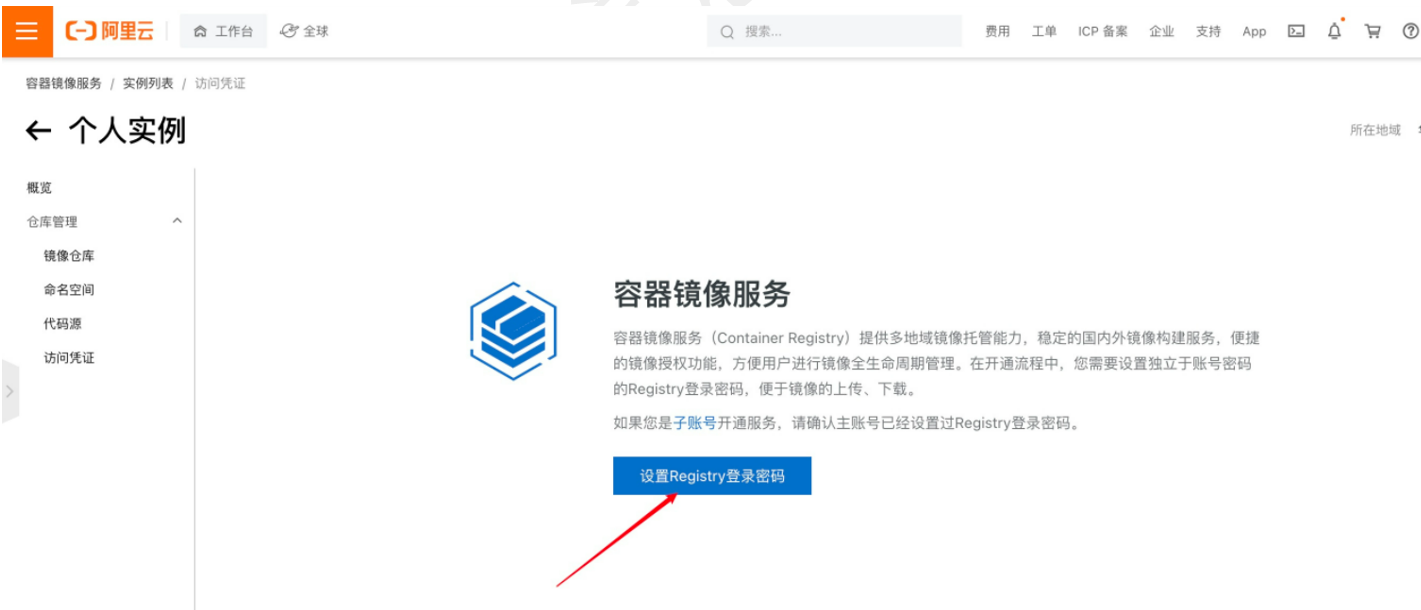 阿里云 工作台 全球 搜索... 费用 工单 ICP 备案 企业 支持 App
容器镜像服务 / 实例列表 / 访问凭证
← 个人实例
所在地域
概览
仓库管理
镜像仓库
命名空间
代码源
访问凭证
容器镜像服务
容器镜像服务（Container Registry）提供多地域镜像托管能力，稳定的国内外镜像构建服务，便捷
的镜像授权功能，方便用户进行镜像全生命周期管理。在开通流程中，您需要设置独立于账号密码
的Registry登录密码，便于镜像的上传、下载。
如果您是子账号开通服务，请确认主账号已经设置过Registry登录密码。
设置Registry登录密码